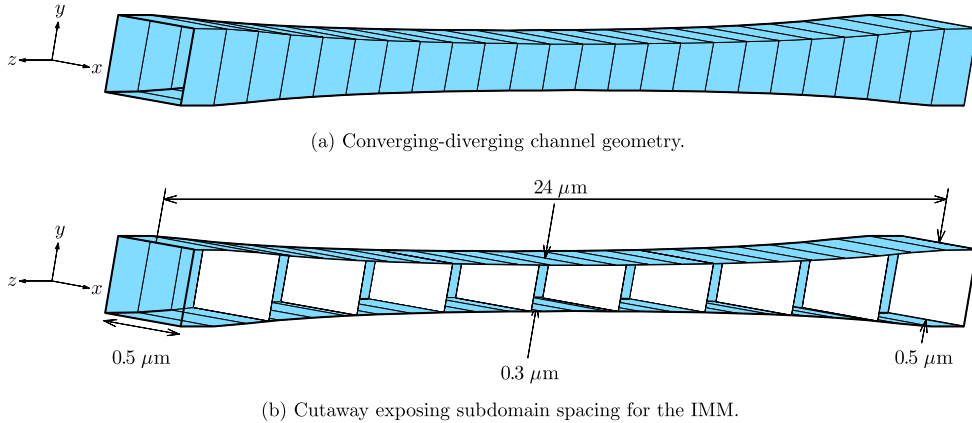 y
z
x
(a) Converging-diverging channel geometry.
24 μm
y
z
x
0.5 μm
0.3 μm
0.5 μm
(b) Cutaway exposing subdomain spacing for the IMM.